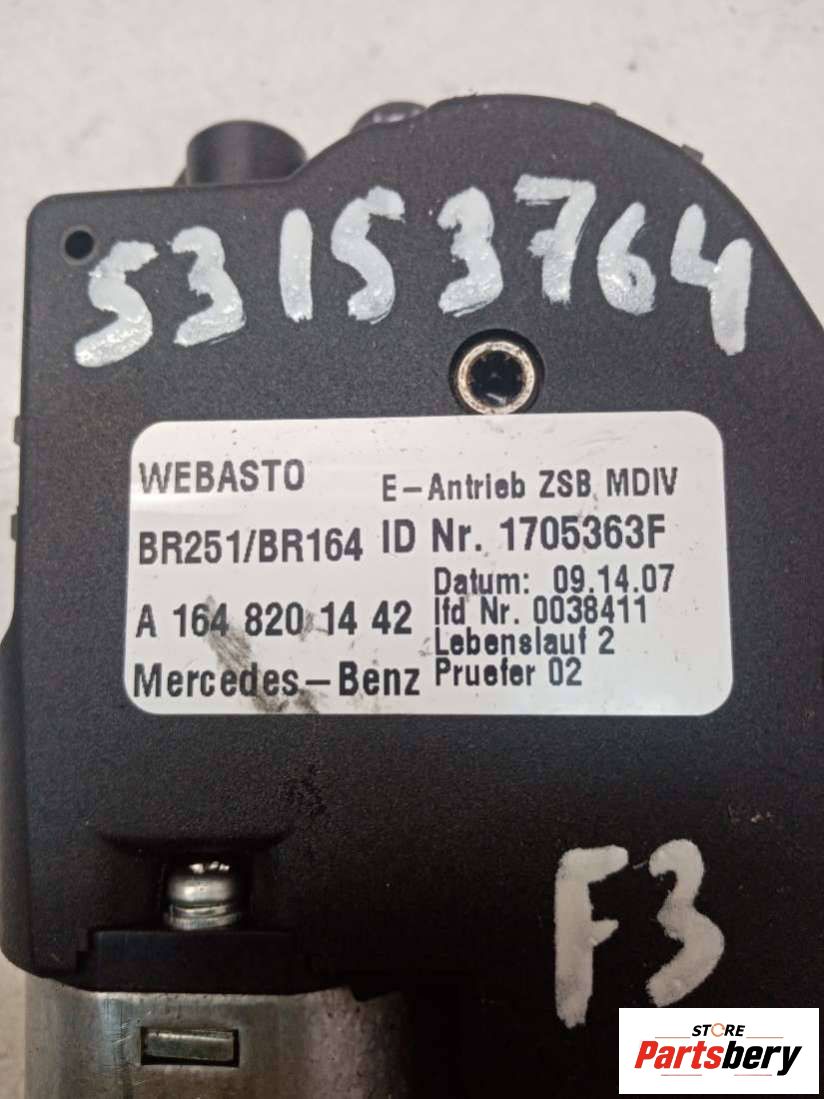 53153764
WEBASTO
E-Antrieb ZSB MDIV
BR251/BR164
ID Nr. 1705363F
Datum: 09.14.07
A 164 820 14 42
lfd Nr. 0038411
Lebenslauf 2
Mercedes-Benz
Pruefer 02
F3
STORE
Partsbery